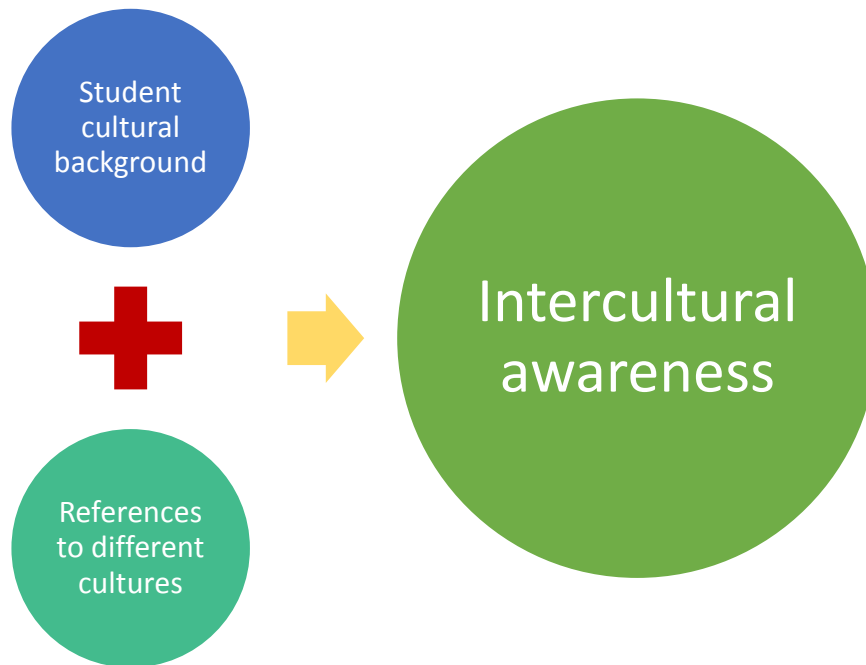 Student
cultural
background
Intercultural
awareness
References
to different
cultures